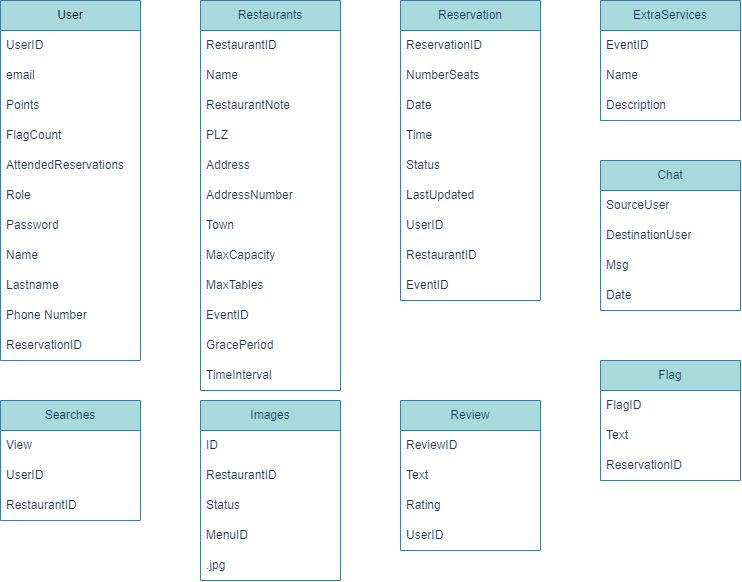 User
UserID
email
Points
FlagCount
AttendedReservations
Role
Password
Name
Lastname
Phone Number
ReservationID
Restaurants
RestaurantID
Name
RestaurantNote
PLZ
Address
AddressNumber
Town
MaxCapacity
MaxTables
EventID
GracePeriod
TimeInterval
Reservation
ReservationID
NumberSeats
Date
Time
Status
LastUpdated
UserID
RestaurantID
EventID
ExtraServices
EventID
Name
Description
Chat
SourceUser
DestinationUser
Msg
Date
Flag
FlagID
Text
ReservationID
Searches
View
UserID
RestaurantID
Images
ID
RestaurantID
Status
MenuID
.jpg
Review
ReviewID
Text
Rating
UserID